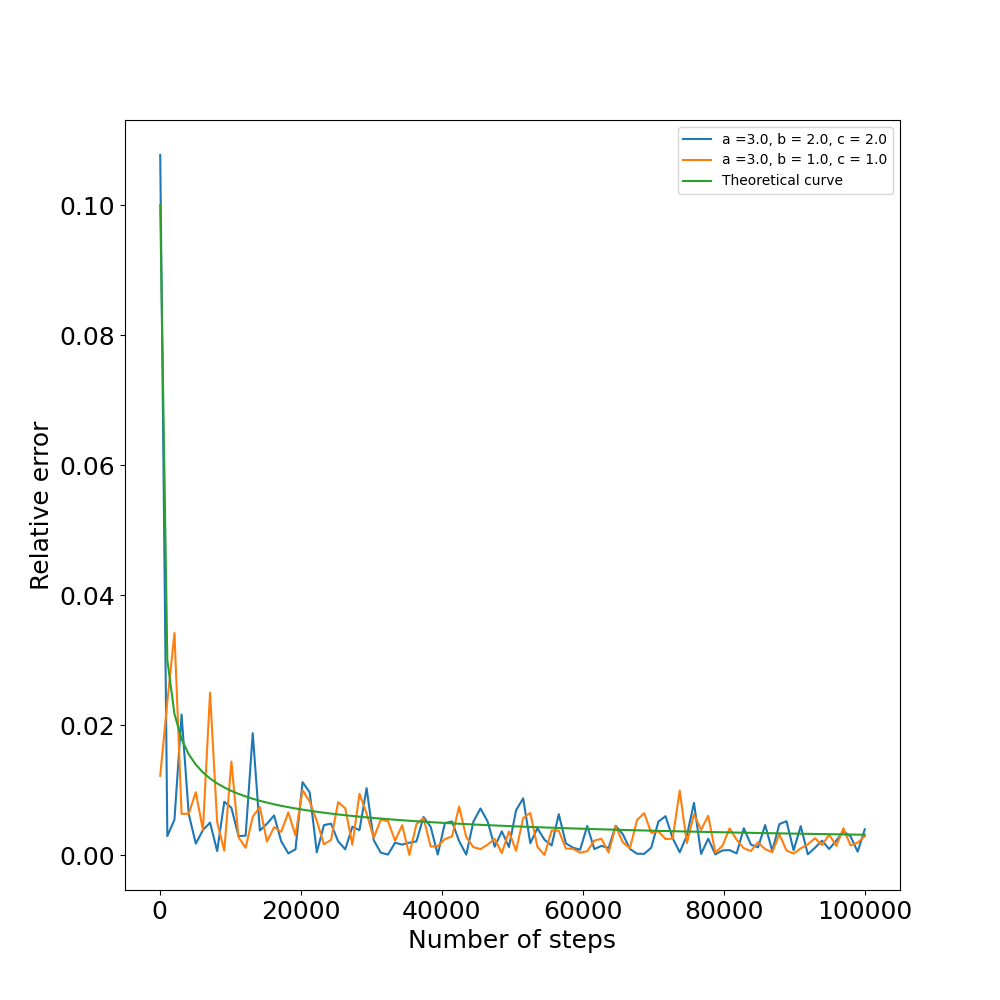 a =3.0, b = 2.0, c = 2.0
a =3.0, b = 1.0, c = 1.0
Theoretical curve
Relative error
0.10
0.08
0.06
0.04
0.02
0.00
0 20000 40000 60000 80000 100000
Number of steps